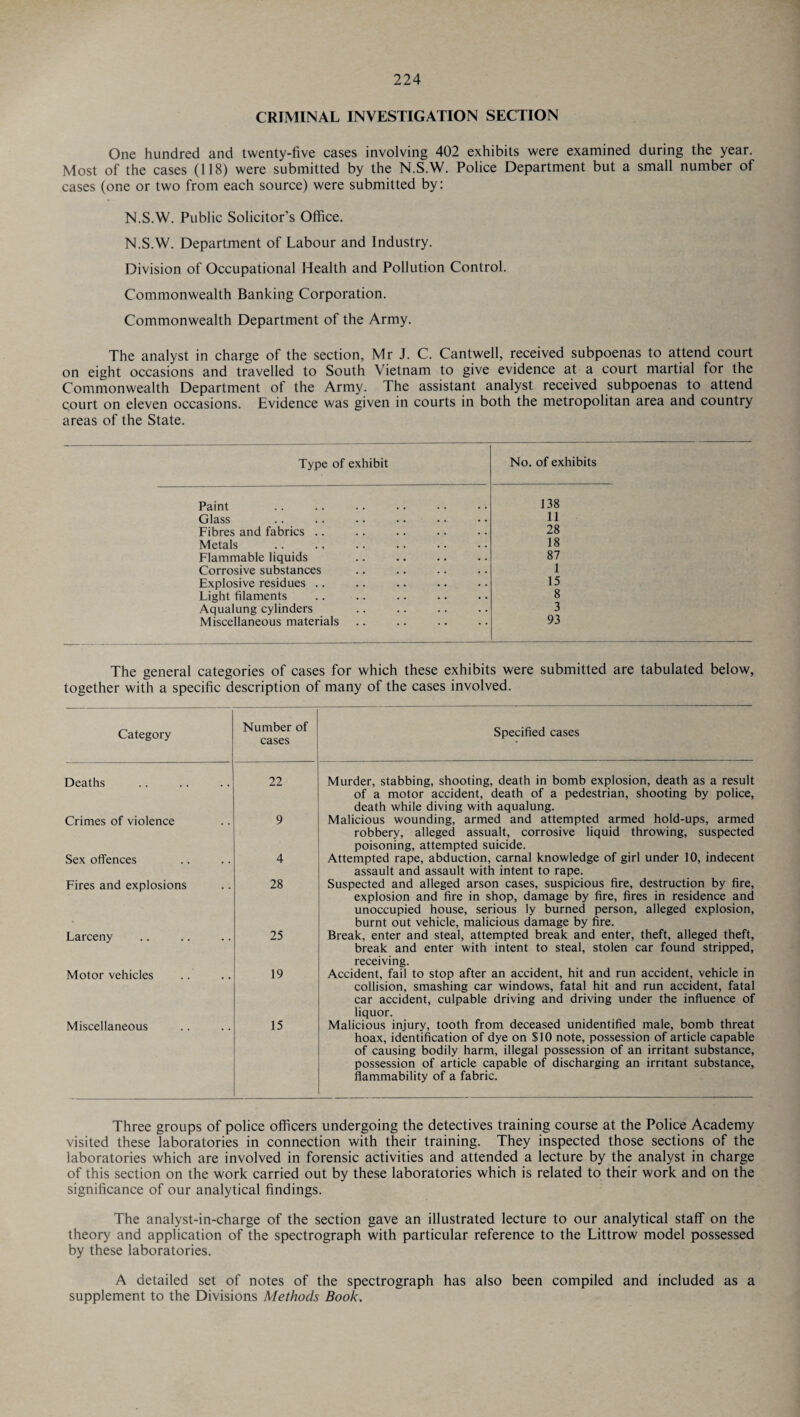 224
CRIMINAL INVESTIGATION SECTION
One hundred and twenty-five cases involving 402 exhibits were examined during the year.
Most of the cases (118) were submitted by the N.S.W. Police Department but a small number of
cases (one or two from each source) were submitted by:
N.S.W. Public Solicitor's Office.
N.S.W. Department of Labour and Industry.
Division of Occupational Health and Pollution Control.
Commonwealth Banking Corporation.
Commonwealth Department of the Army.
The analyst in charge of the section, Mr J. C. Cantwell, received subpoenas to attend court
on eight occasions and travelled to South Vietnam to give evidence at a court martial for the
Commonwealth Department of the Army. The assistant analyst received subpoenas to attend
court on eleven occasions. Evidence was given in courts in both the metropolitan area and country
areas of the State.
Type of exhibit No. of exhibits
Paint .. .. .. .. .. .. 138
Glass .. .. .. .. .. .. 11
Fibres and fabrics .. .. .. .. .. 28
Metals .. .. .. .. .. .. 18
Flammable liquids .. .. .. .. 87
Corrosive substances .. .. .. .. 1
Explosive residues .. .. .. .. .. 15
Light filaments .. .. .. .. .. 8
Aqualung cylinders .. .. .. .. 3
Miscellaneous materials .. .. .. .. 93
The general categories of cases for which these exhibits were submitted are tabulated below,
together with a specific description of many of the cases involved.
Category Number of cases Specified cases
Deaths .. .. .. 22 Murder, stabbing, shooting, death in bomb explosion, death as a result
of a motor accident, death of a pedestrian, shooting by police,
death while diving with aqualung.
Crimes of violence .. 9 Malicious wounding, armed and attempted armed hold-ups, armed
robbery, alleged assualt, corrosive liquid throwing, suspected
poisoning, attempted suicide.
Sex offences .. .. 4 Attempted rape, abduction, carnal knowledge of girl under 10, indecent
assault and assault with intent to rape.
Fires and explosions .. 28 Suspected and alleged arson cases, suspicious fire, destruction by fire,
explosion and fire in shop, damage by fire, fires in residence and
unoccupied house, serious ly burned person, alleged explosion,
burnt out vehicle, malicious damage by fire.
Larceny .. .. .. 25 Break, enter and steal, attempted break and enter, theft, alleged theft,
break and enter with intent to steal, stolen car found stripped,
receiving.
Motor vehicles .. .. 19 Accident, fail to stop after an accident, hit and run accident, vehicle in
collision, smashing car windows, fatal hit and run accident, fatal
car accident, culpable driving and driving under the influence of
liquor.
Miscellaneous .. .. 15 Malicious injury, tooth from deceased unidentified male, bomb threat
hoax, identification of dye on $10 note, possession of article capable
of causing bodily harm, illegal possession of an irritant substance,
possession of article capable of discharging an irritant substance,
flammability of a fabric.
Three groups of police officers undergoing the detectives training course at the Police Academy
visited these laboratories in connection with their training. They inspected those sections of the
laboratories which are involved in forensic activities and attended a lecture by the analyst in charge
of this section on the work carried out by these laboratories which is related to their work and on the
significance of our analytical findings.
The analyst-in-charge of the section gave an illustrated lecture to our analytical staff on the
theory and application of the spectrograph with particular reference to the Littrow model possessed
by these laboratories.
A detailed set of notes of the spectrograph has also been compiled and included as a
supplement to the Divisions Methods Book.